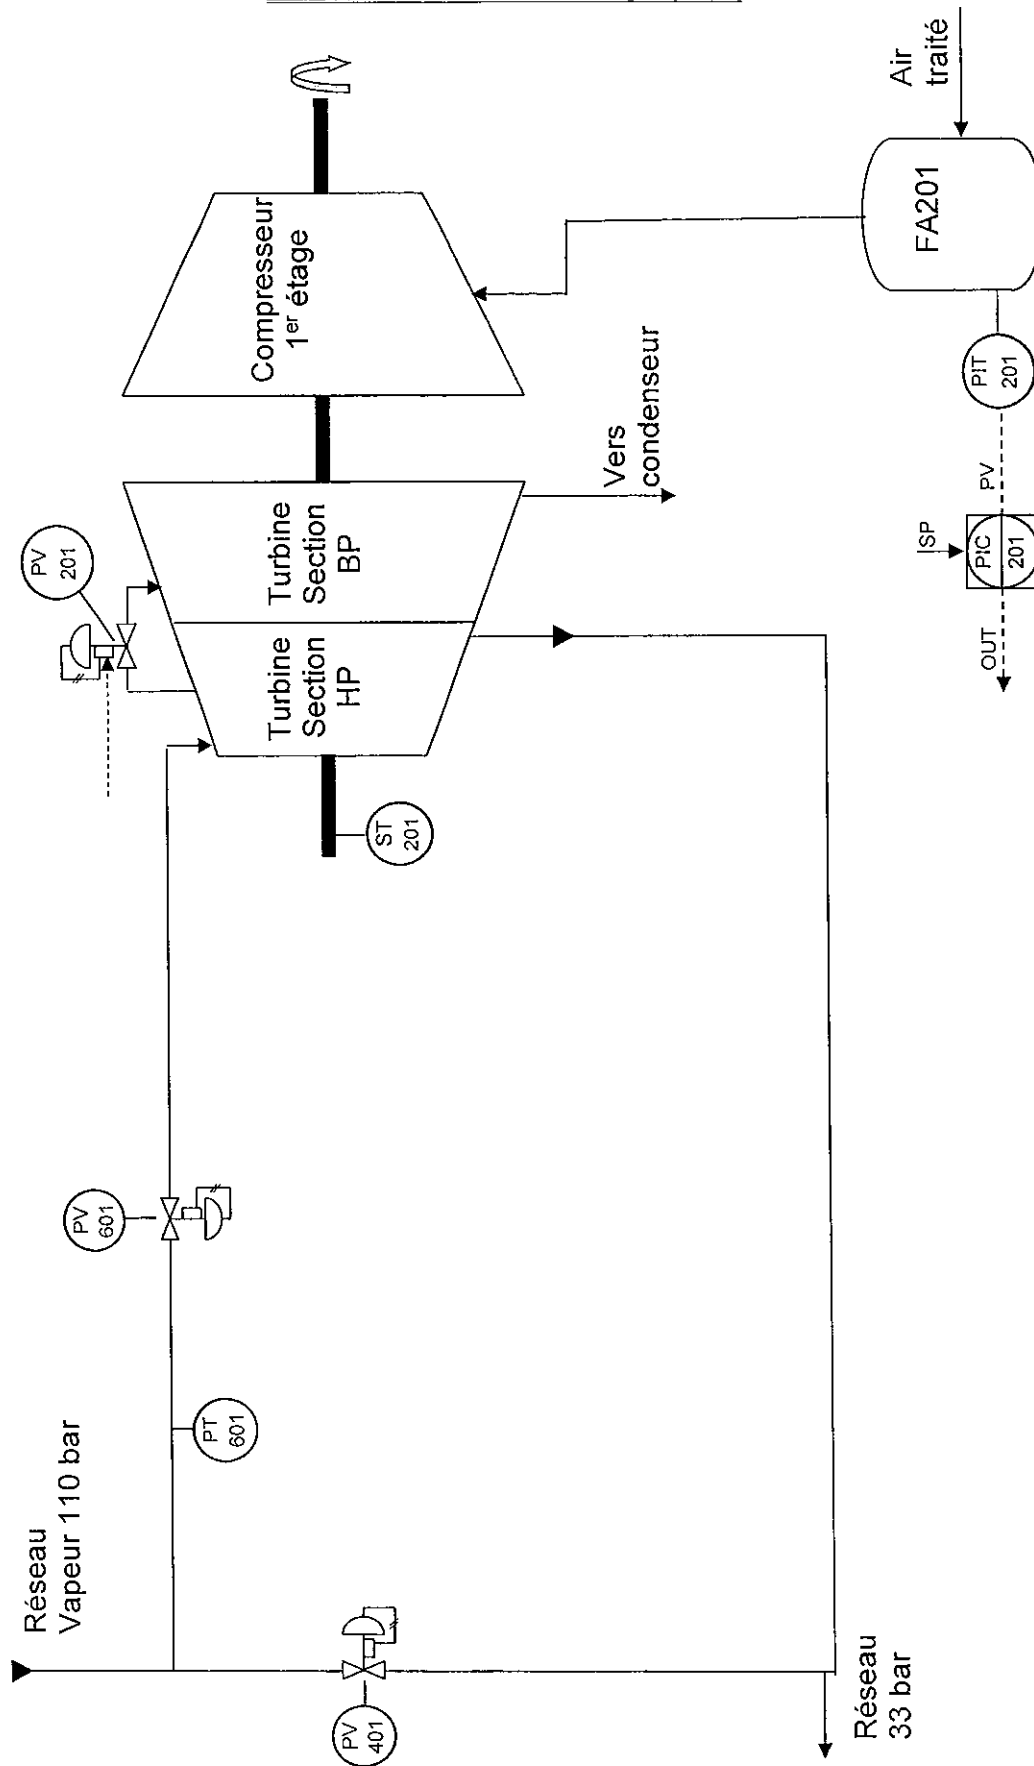 Réseau
Vapeur 110 bar
PV
401
Réseau
33 bar
PT
601
PV
601
ST
201
PV
201
Turbine
Section
HP
Turbine
Section
BP
Vers
condenseur
Compresseur
1er étage
OUT
PIC
201
SP
PV
PIT
201
FA201
Air
traité